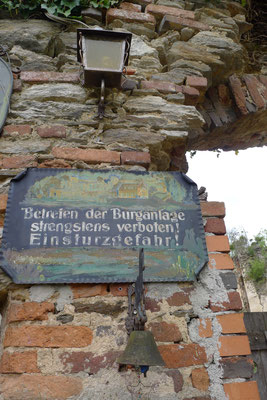 Betreten der Burganlage
strengstens verboten!
Einsturzgefahr!